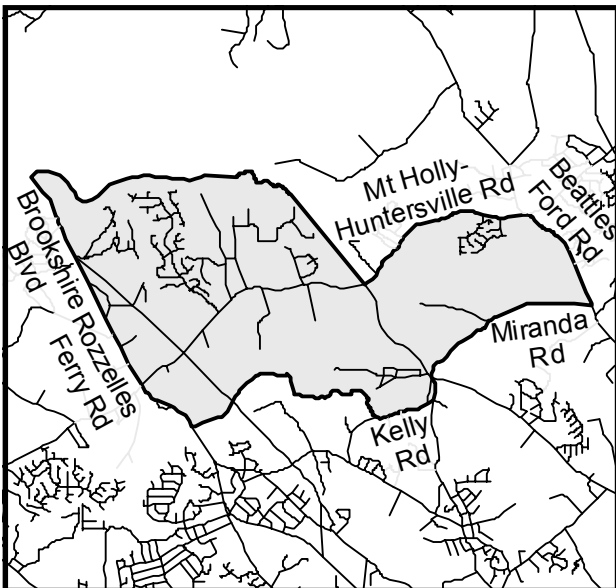 Mt Holly-
Huntersville Rd
Beatties
Ford Rd
Brookshire
Blvd
Rozzelles
Ferry Rd
Miranda
Rd
Kelly
Rd